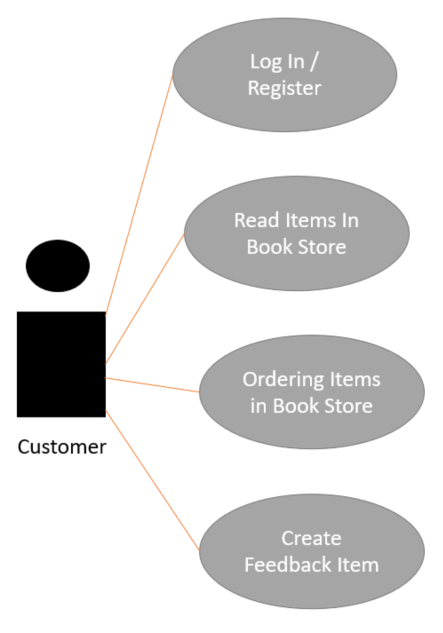 Log In /
Register
Read Items In
Book Store
Ordering Items
in Book Store
Customer
Create
Feedback Item